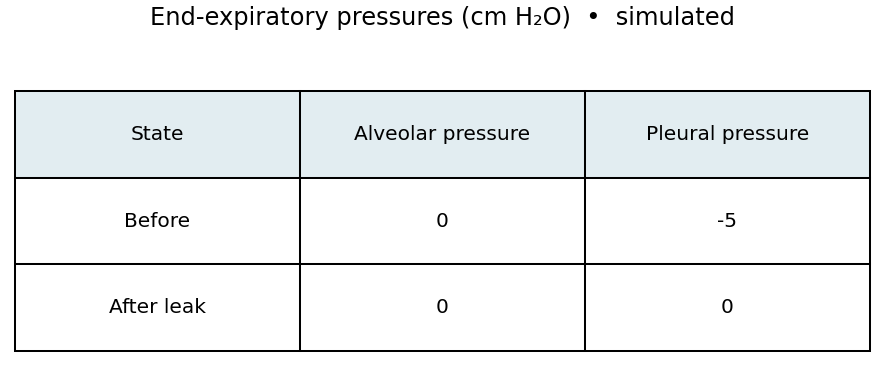 End-expiratory pressures (cm H₂O) • simulated
State Alveolar pressure Pleural pressure
Before 0 -5
After leak 0 0